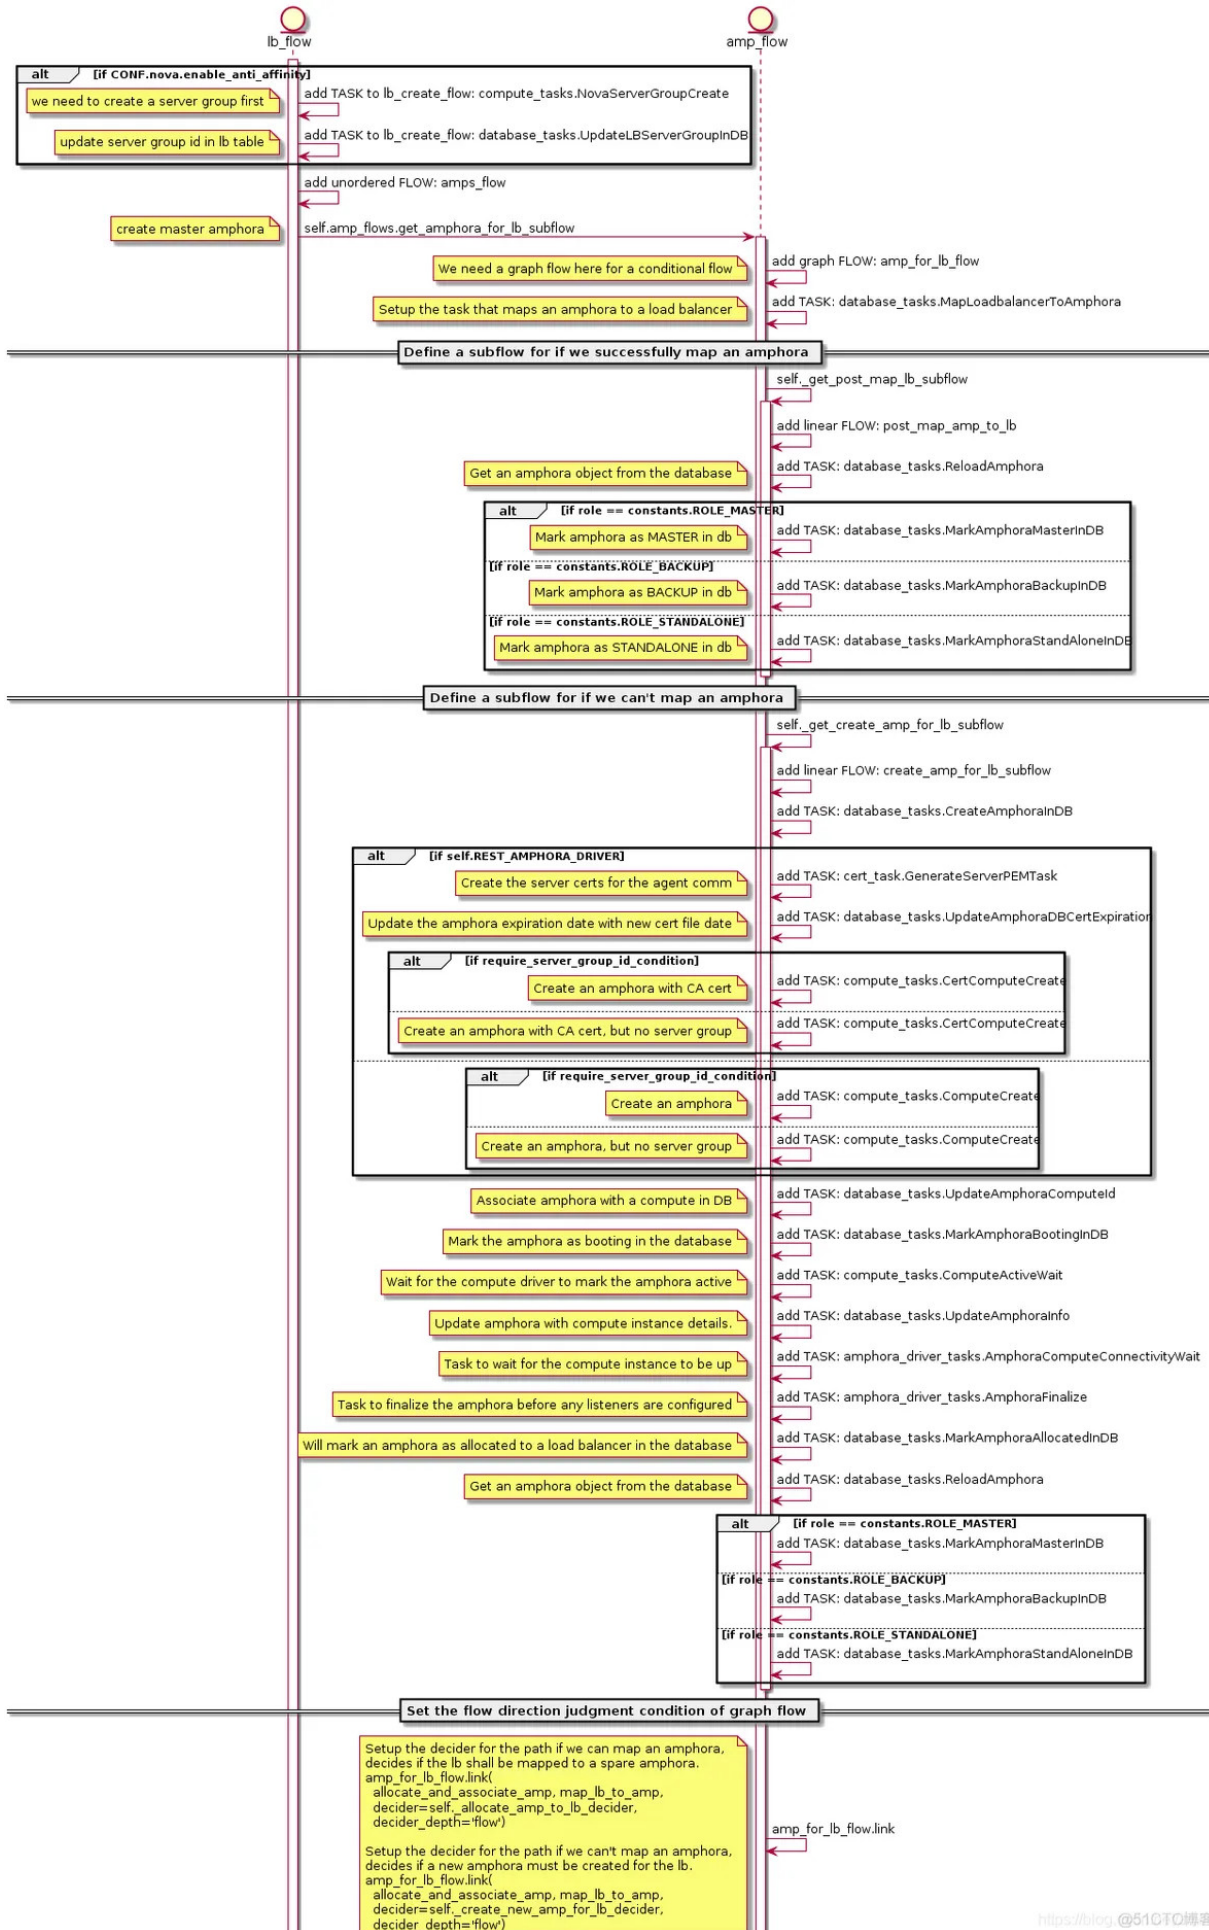 lb_flow
amp_flow
alt
[if CONF.nova.enable_anti_affinity]
we need to create a server group first
add TASK to lb_create_flow: compute_tasks.NovaServerGroupCreate
update server group id in lb table
add TASK to lb_create_flow: database_tasks.UpdateLBServerGroupInDB
add unordered FLOW: amps_flow
create master amphora
self.amp_flows.get_amphora_for_lb_subflow
We need a graph flow here for a conditional flow
add graph FLOW: amp_for_lb_flow
Setup the task that maps an amphora to a load balancer
add TASK: database_tasks.MapLoadbalancerToAmphora
Define a subflow for if we successfully map an amphora
self._get_post_map_lb_subflow
add linear FLOW: post_map_amp_to_lb
Get an amphora object from the database
add TASK: database_tasks.ReloadAmphora
alt
[if role == constants.ROLE_MASTER]
Mark amphora as MASTER in db
add TASK: database_tasks.MarkAmphoraMasterInDB
[if role == constants.ROLE_BACKUP]
Mark amphora as BACKUP in db
add TASK: database_tasks.MarkAmphoraBackupInDB
[if role == constants.ROLE_STANDALONE]
Mark amphora as STANDALONE in db
add TASK: database_tasks.MarkAmphoraStandAloneInDB
Define a subflow for if we can't map an amphora
self._get_create_amp_for_lb_subflow
add linear FLOW: create_amp_for_lb_subflow
add TASK: database_tasks.CreateAmphoraInDB
alt
[if self.REST_AMPHORA_DRIVER]
Create the server certs for the agent comm
add TASK: cert_task.GenerateServerPEMTask
Update the amphora expiration date with new cert file date
add TASK: database_tasks.UpdateAmphoraDBCertExpiration
alt
[if require_server_group_id_condition]
Create an amphora with CA cert
add TASK: compute_tasks.CertComputeCreate
Create an amphora with CA cert, but no server group
add TASK: compute_tasks.CertComputeCreate
alt
[if require_server_group_id_condition]
Create an amphora
add TASK: compute_tasks.ComputeCreate
Create an amphora, but no server group
add TASK: compute_tasks.ComputeCreate
Associate amphora with a compute in DB
add TASK: database_tasks.UpdateAmphoraComputeId
Mark the amphora as booting in the database
add TASK: database_tasks.MarkAmphoraBootingInDB
Wait for the compute driver to mark the amphora active
add TASK: compute_tasks.ComputeActiveWait
Update amphora with compute instance details.
add TASK: database_tasks.UpdateAmphoraInfo
Task to wait for the compute instance to be up
add TASK: amphora_driver_tasks.AmphoraComputeConnectivityWait
Task to finalize the amphora before any listeners are configured
add TASK: amphora_driver_tasks.AmphoraFinalize
Will mark an amphora as allocated to a load balancer in the database
add TASK: database_tasks.MarkAmphoraAllocatedInDB
Get an amphora object from the database
add TASK: database_tasks.ReloadAmphora
alt
[if role == constants.ROLE_MASTER]
add TASK: database_tasks.MarkAmphoraMasterInDB
[if role == constants.ROLE_BACKUP]
add TASK: database_tasks.MarkAmphoraBackupInDB
[if role == constants.ROLE_STANDALONE]
add TASK: database_tasks.MarkAmphoraStandAloneInDB
Set the flow direction judgment condition of graph flow
Setup the decider for the path if we can map an amphora,
decides if the lb shall be mapped to a spare amphora.
amp_for_lb_flow.link(
allocate_and_associate_amp, map_lb_to_amp,
decider=self._allocate_amp_to_lb_decider,
decider_depth='flow')
amp_for_lb_flow.link
Setup the decider for the path if we can't map an amphora,
decides if a new amphora must be created for the lb.
amp_for_lb_flow.link(
allocate_and_associate_amp, map_lb_to_amp,
decider=self._create_new_amp_for_lb_decider,
decider_depth='flow')
@51CTO博客